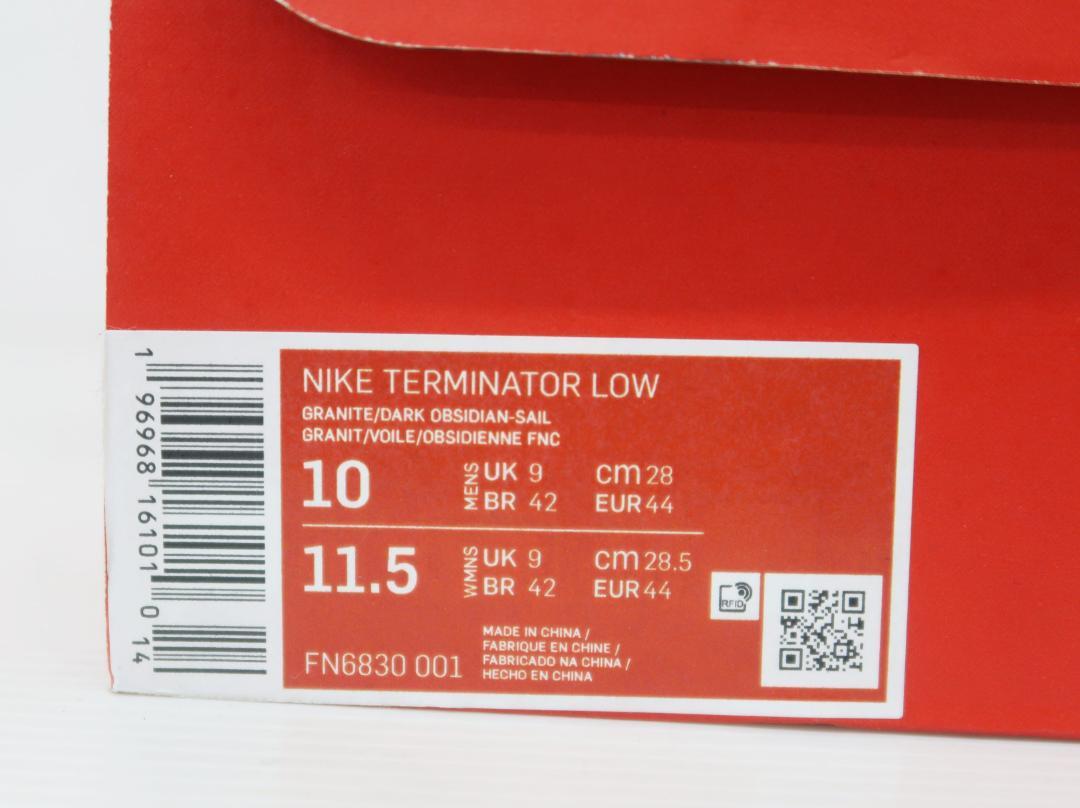 1 96968 16101 0 14
NIKE TERMINATOR LOW
GRANITE/DARK OBSIDIAN-SAIL
GRANIT/VOILE/OBSIDIENNE FNC
10 MENS UK 9 cm 28
BR 42 EUR 44
11.5 WMNS UK 9 cm 28.5
BR 42 EUR 44
RFID
FN6830 001
MADE IN CHINA /
FABRIQUE EN CHINE /
FABRICADO NA CHINA /
HECHO EN CHINA